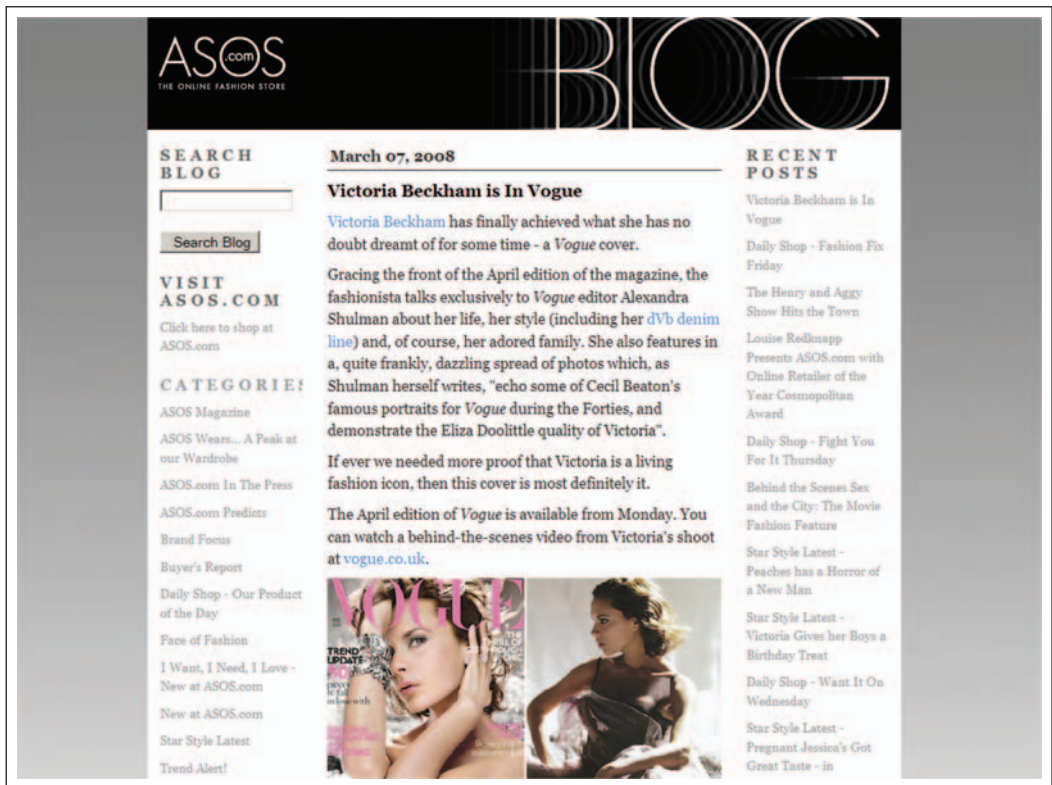 ASOS
.com
THE ONLINE FASHION STORE
BLOG
SEARCH
BLOG
Search Blog
VISIT
ASOS.COM
Click here to shop at
ASOS.com
CATEGORIES
ASOS Magazine
ASOS Wears... A Peak at
our Wardrobe
ASOS.com In The Press
ASOS.com Predicts
Brand Focus
Buyer's Report
Daily Shop - Our Product
of the Day
Face of Fashion
I Want, I Need, I Love -
New at ASOS.com
New at ASOS.com
Star Style Latest
Trend Alert!
March 07, 2008
Victoria Beckham is In Vogue
Victoria Beckham has finally achieved what she has no
doubt dreamt of for some time - a Vogue cover.
Gracing the front of the April edition of the magazine, the
fashionista talks exclusively to Vogue editor Alexandra
Shulman about her life, her style (including her dVb denim
line) and, of course, her adored family. She also features in
a, quite frankly, dazzling spread of photos which, as
Shulman herself writes, "echo some of Cecil Beaton's
famous portraits for Vogue during the Forties, and
demonstrate the Eliza Doolittle quality of Victoria".
If ever we needed more proof that Victoria is a living
fashion icon, then this cover is most definitely it.
The April edition of Vogue is available from Monday. You
can watch a behind-the-scenes video from Victoria's shoot
at vogue.co.uk.
VOGUE
TREND
UPDATE
in love with
THE
THRILL OF
RECENT
POSTS
Victoria Beckham is In
Vogue
Daily Shop - Fashion Fix
Friday
The Henry and Aggy
Show Hits the Town
Louise Redknapp
Presents ASOS.com with
Online Retailer of the
Year Cosmopolitan
Award
Daily Shop - Fight You
For It Thursday
Behind the Scenes Sex
and the City: The Movie
Fashion Feature
Star Style Latest -
Peaches has a Horror of
a New Man
Star Style Latest -
Victoria Gives her Boys a
Birthday Treat
Daily Shop - Want It On
Wednesday
Star Style Latest -
Pregnant Jessica's Got
Great Taste - in